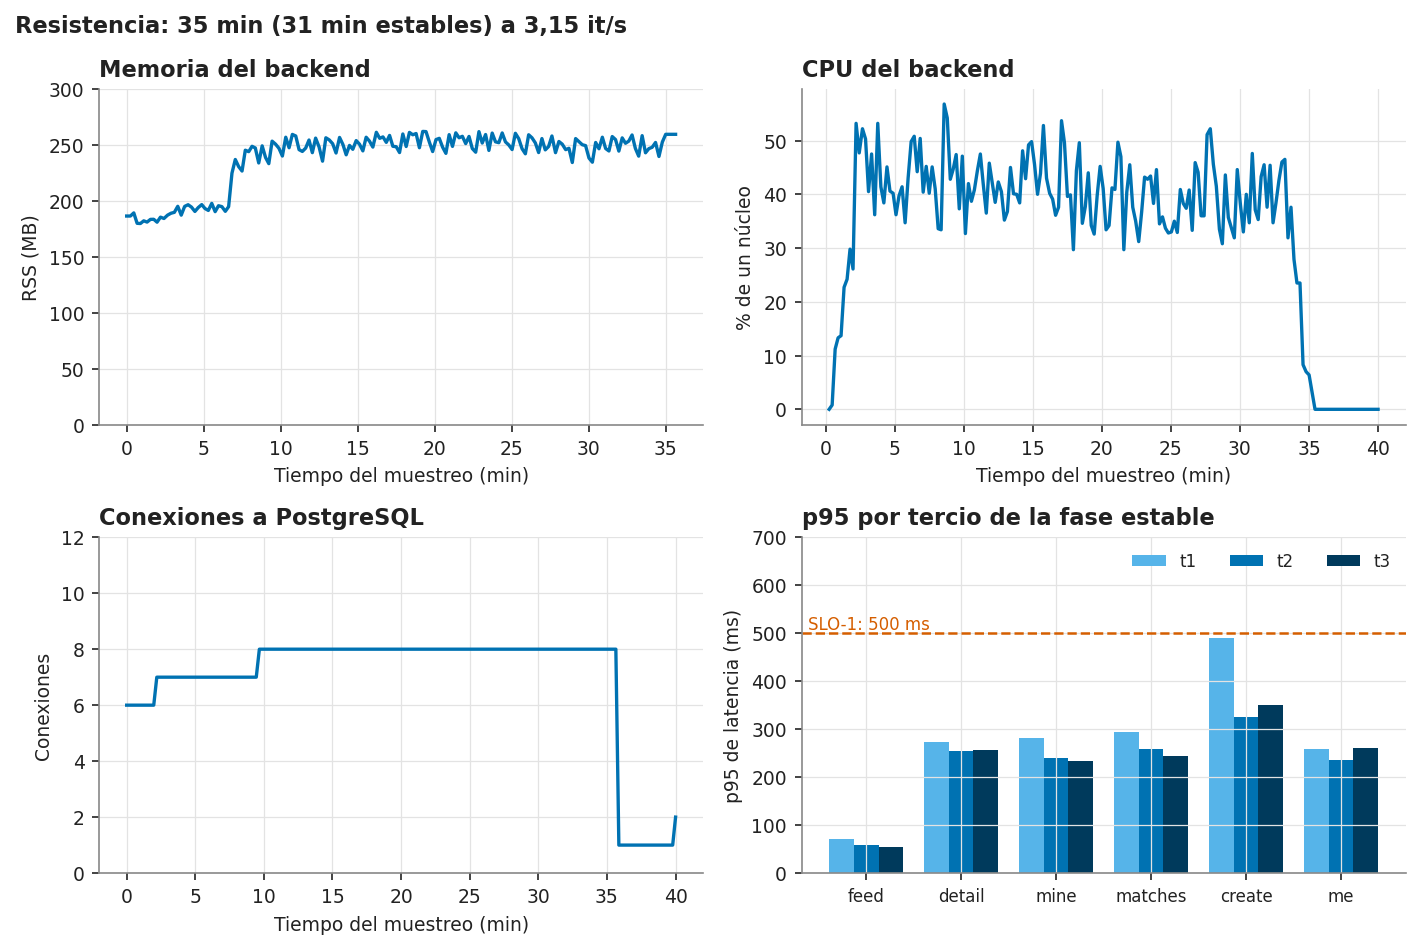 Resistencia: 35 min (31 min estables) a 3,15 it/s
Memoria del backend
300
250
200
150
100
50
0
RSS (MB)
0 5 10 15 20 25 30 35
Tiempo del muestreo (min)
CPU del backend
50
40
30
20
10
0
% de un núcleo
0 5 10 15 20 25 30 35 40
Tiempo del muestreo (min)
Conexiones a PostgreSQL
12
10
8
6
4
2
0
Conexiones
0 5 10 15 20 25 30 35 40
Tiempo del muestreo (min)
p95 por tercio de la fase estable
700
600
500
400
300
200
100
0
p95 de latencia (ms)
t1 t2 t3
SLO-1: 500 ms
feed detail mine matches create me